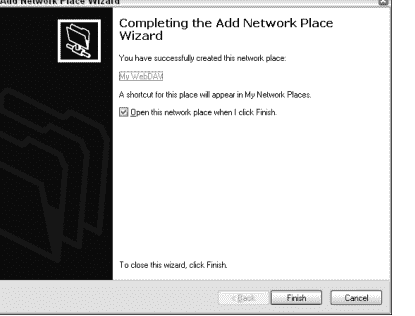 Add Network Place Wizard
Completing the Add Network Place
Wizard
You have successfully created this network place:
My WebDAV
A shortcut for this place will appear in My Network Places.
Open this network place when I click Finish.
To close this wizard, click Finish.
< Back
Finish
Cancel